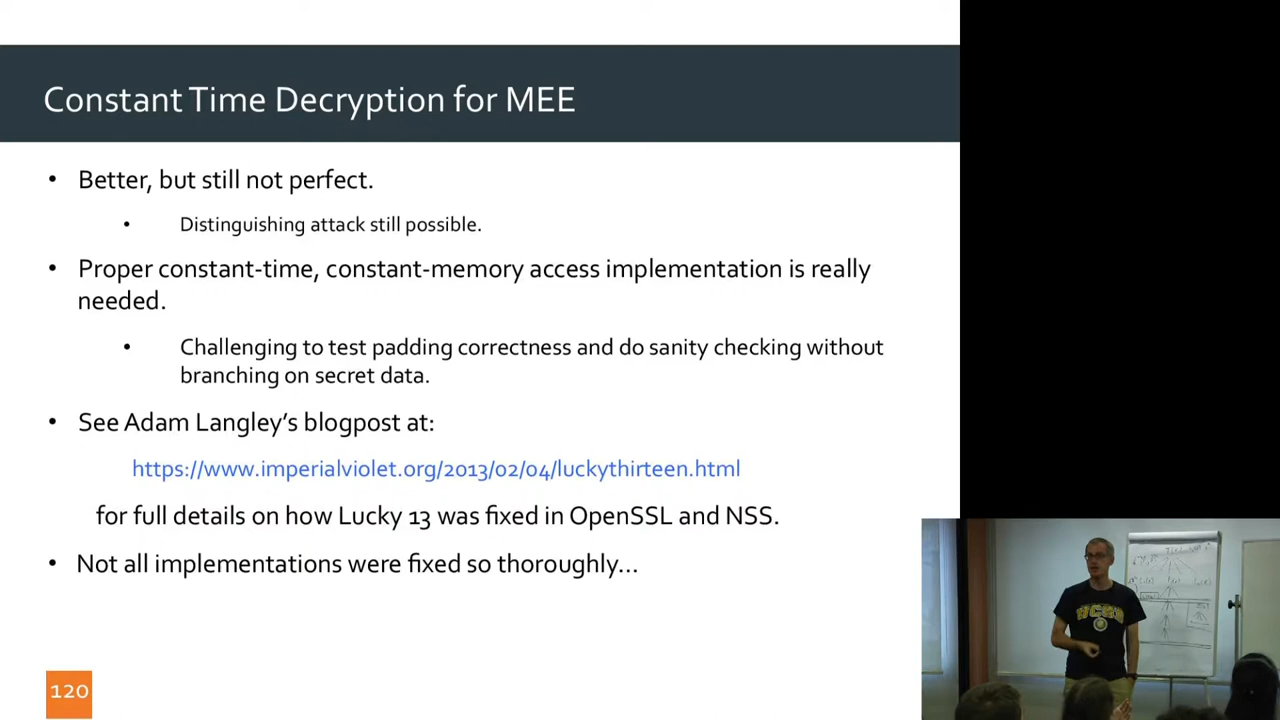 Constant Time Decryption for MEE
• Better, but still not perfect.
• Distinguishing attack still possible.
• Proper constant-time, constant-memory access implementation is really
needed.
• Challenging to test padding correctness and do sanity checking without
branching on secret data.
• See Adam Langley’s blogpost at:
https://www.imperialviolet.org/2013/02/04/luckythirteen.html
for full details on how Lucky 13 was fixed in OpenSSL and NSS.
• Not all implementations were fixed so thoroughly…
120